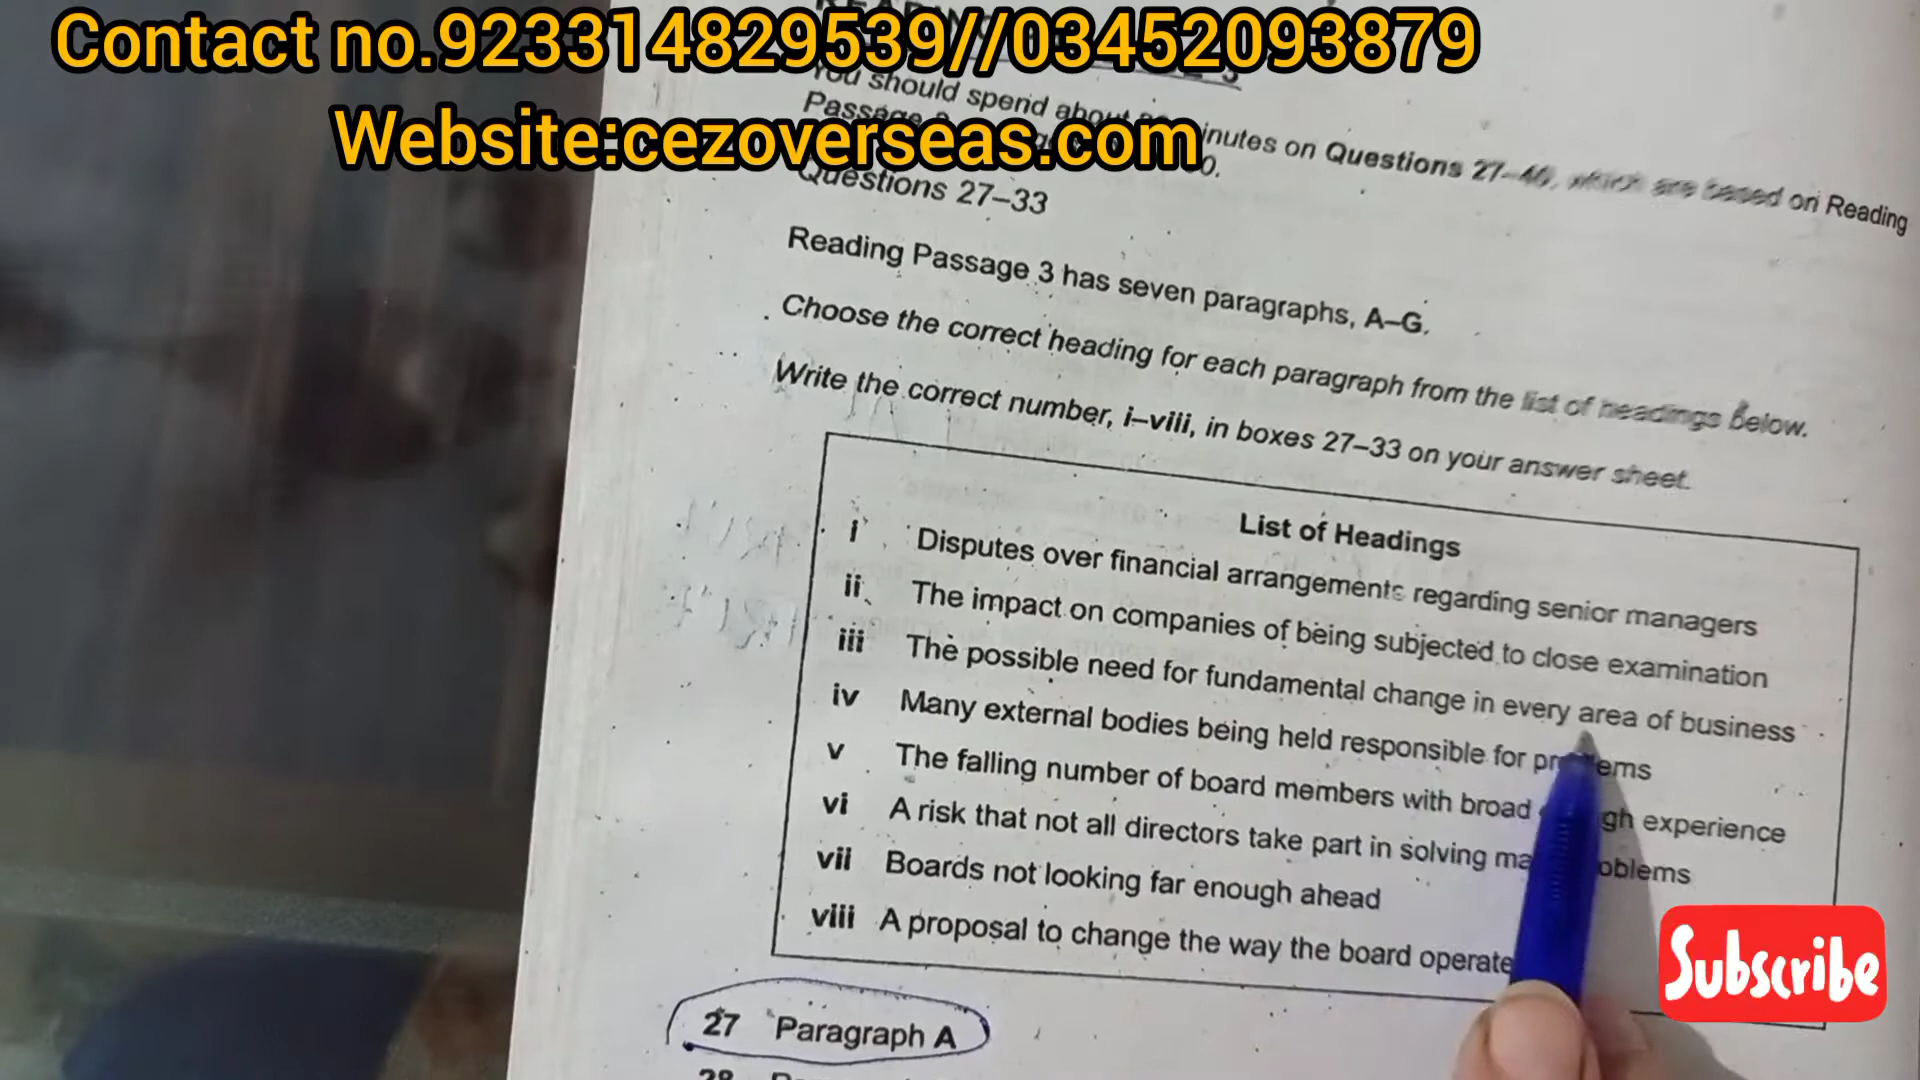 Contact no.923314829539//03452093879
Website:cezoverseas.com
You should spend about minutes on Questions 27–40, which are based on Reading
Passage
Questions 27–33
Reading Passage 3 has seven paragraphs, A–G.
Choose the correct heading for each paragraph from the list of headings below.
Write the correct number, i–viii, in boxes 27–33 on your answer sheet.
List of Headings
i Disputes over financial arrangements regarding senior managers
ii The impact on companies of being subjected to close examination
iii The possible need for fundamental change in every area of business
iv Many external bodies being held responsible for problems
v The falling number of board members with broad experience
vi A risk that not all directors take part in solving
vii Boards not looking far enough ahead
viii A proposal to change the way the board operate
27 Paragraph A
28
Subscribe